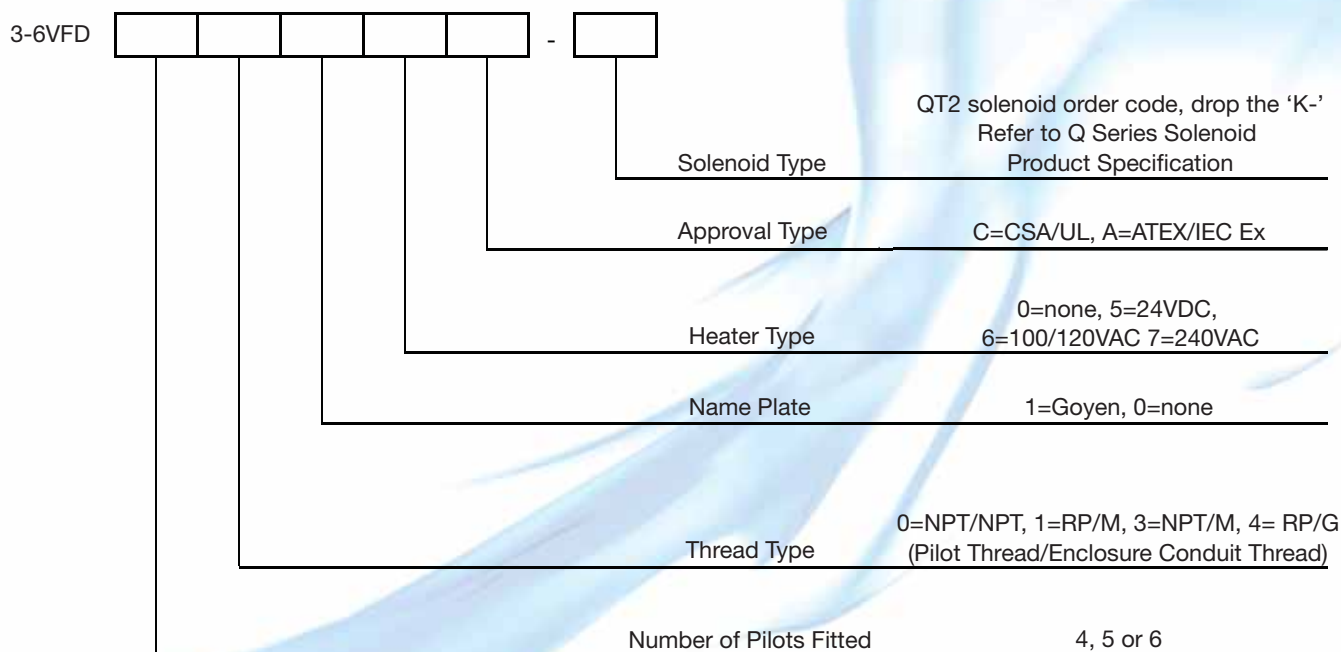 3-6VFD -
QT2 solenoid order code, drop the ‘K-’
Refer to Q Series Solenoid
Solenoid Type Product Specification
Approval Type C=CSA/UL, A=ATEX/IEC Ex
0=none, 5=24VDC,
Heater Type 6=100/120VAC 7=240VAC
Name Plate 1=Goyen, 0=none
0=NPT/NPT, 1=RP/M, 3=NPT/M, 4= RP/G
Thread Type (Pilot Thread/Enclosure Conduit Thread)
Number of Pilots Fitted 4, 5 or 6